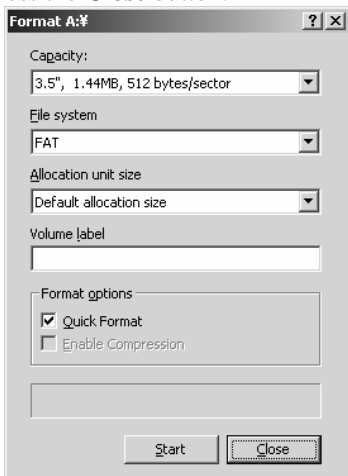 Format A:¥
? X
Capacity:
3.5", 1.44MB, 512 bytes/sector
File system
FAT
Allocation unit size
Default allocation size
Volume label
Format options
Quick Format
Enable Compression
Start Close